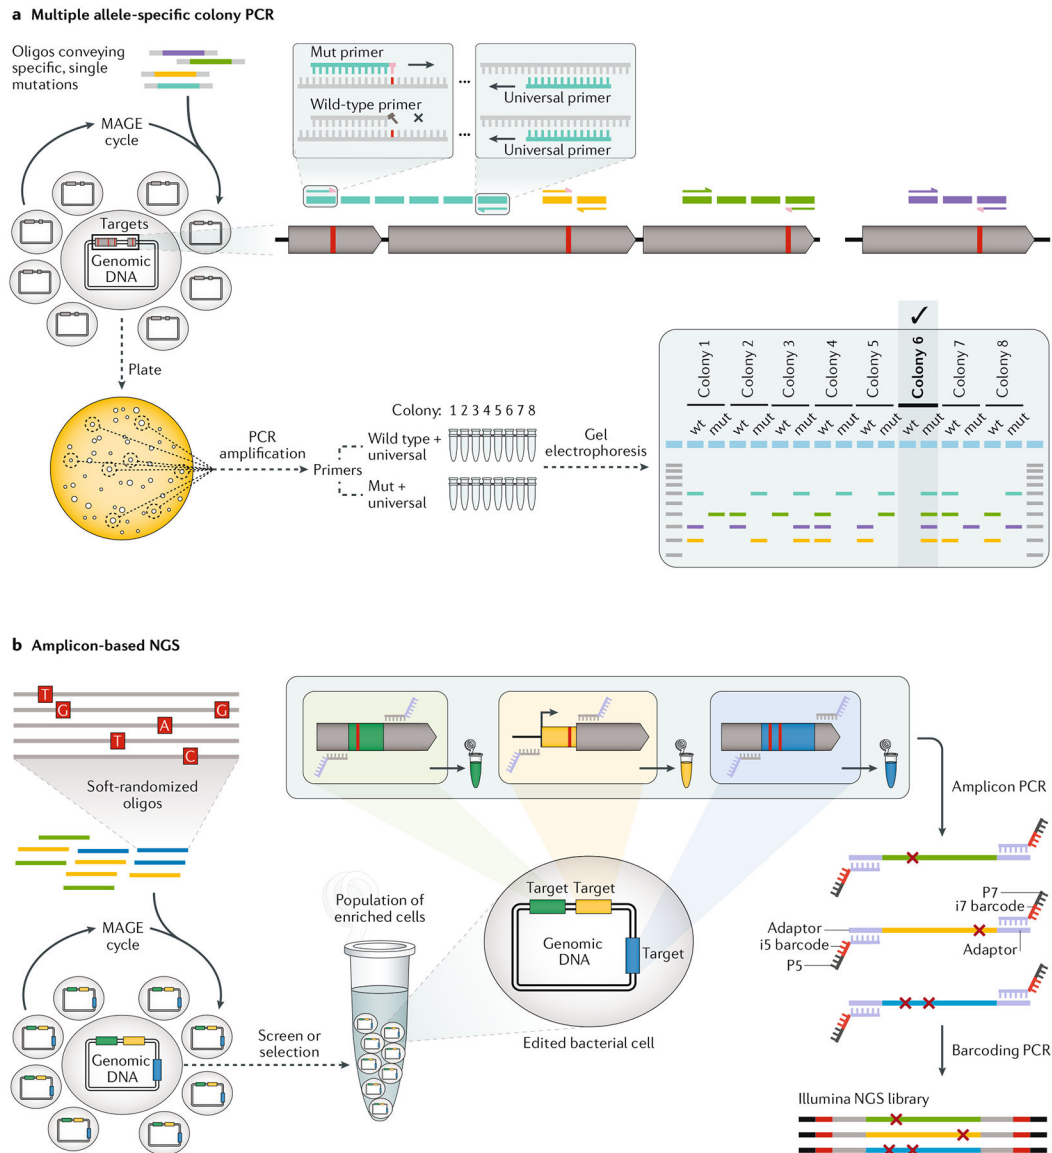 a Multiple allele-specific colony PCR
Oligos conveying
specific, single
mutations
MAGE
cycle
Targets
Genomic
DNA
Mut primer
...
Universal primer
Wild-type primer
...
Universal primer
Plate
PCR
amplification
Primers
Colony: 1 2 3 4 5 6 7 8
Wild type +
universal
Mut +
universal
Gel
electrophoresis
✓
Colony 1
Colony 2
Colony 3
Colony 4
Colony 5
Colony 6
Colony 7
Colony 8
wt mut wt mut wt mut wt mut wt mut wt mut wt mut wt mut
b Amplicon-based NGS
T
G G
A
T
C
Soft-randomized
oligos
MAGE
cycle
Genomic
DNA
Screen or
selection
Population of
enriched cells
Target Target
Genomic
DNA
Target
Edited bacterial cell
Amplicon PCR
P7
i7 barcode
Adaptor
i5 barcode
P5
Adaptor
Barcoding PCR
Illumina NGS library